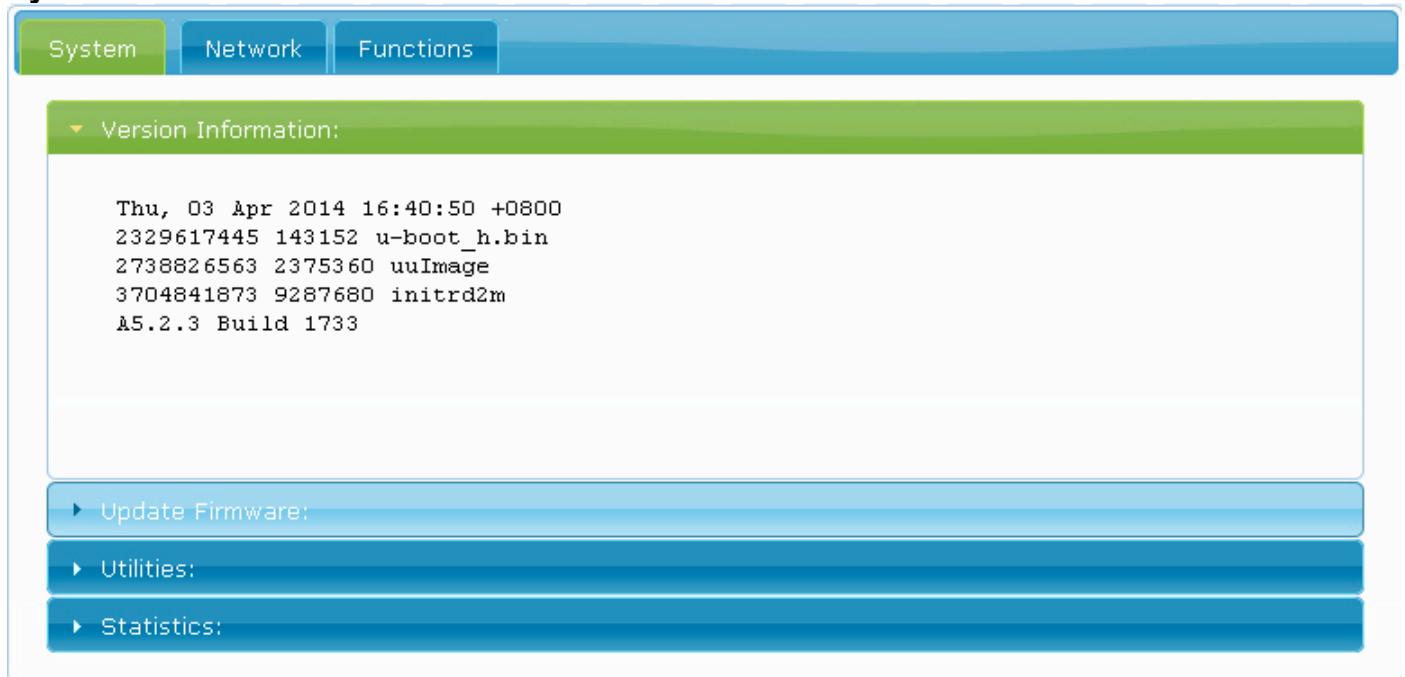 System Network Functions
Version Information:
Thu, 03 Apr 2014 16:40:50 +0800
2329617445 143152 u-boot_h.bin
2738826563 2375360 uuImage
3704841873 9287680 initrd2m
A5.2.3 Build 1733
Update Firmware:
Utilities:
Statistics: